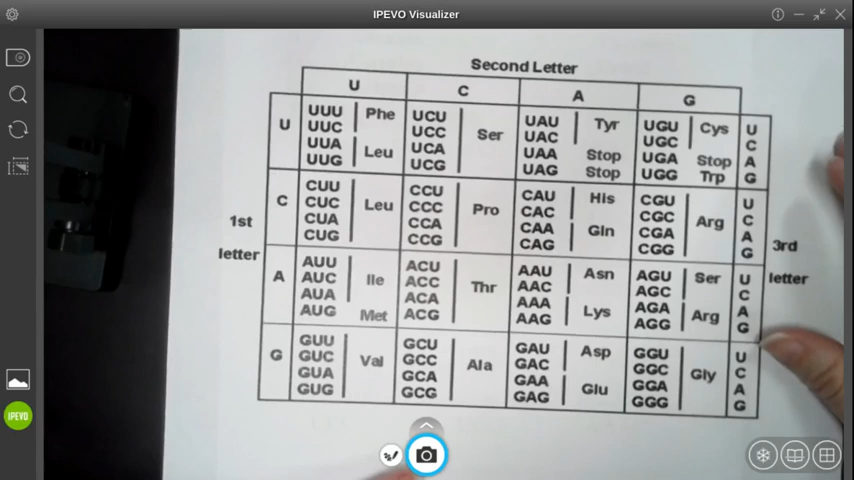 IPEVO Visualizer
Second Letter
U C A G
U UUU Phe UCU Ser UAU Tyr UGU Cys U
UUC UCC UAC UGC C
UUA Leu UCA UAA Stop UGA Stop A
UUG UCG UAG Stop UGG Trp G
1st letter
C CUU Leu CCU Pro CAU His CGU Arg U
CUC CCC CAC CGC C
CUA CCA CAA Gln CGA A
CUG CCG CAG CGG G
3rd letter
A AUU Ile ACU Thr AAU Asn AGU Ser U
AUC ACC AAC AGC C
AUA ACA AAA Lys AGA Arg A
AUG Met ACG AAG AGG G
G GUU Val GCU Ala GAU Asp GGU Gly U
GUC GCC GAC GGC C
GUA GCA GAA Glu GGA A
GUG GCG GAG GGG G
IPEVO